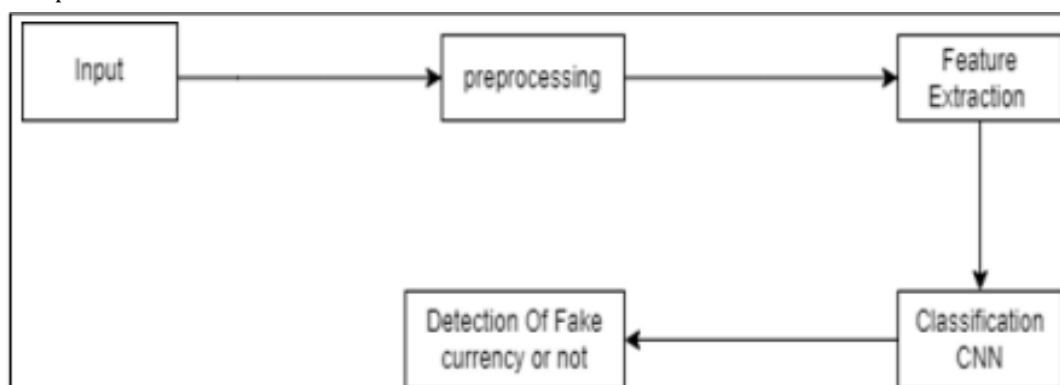 Input
preprocessing
Feature
Extraction
Classification
CNN
Detection Of Fake
currency or not